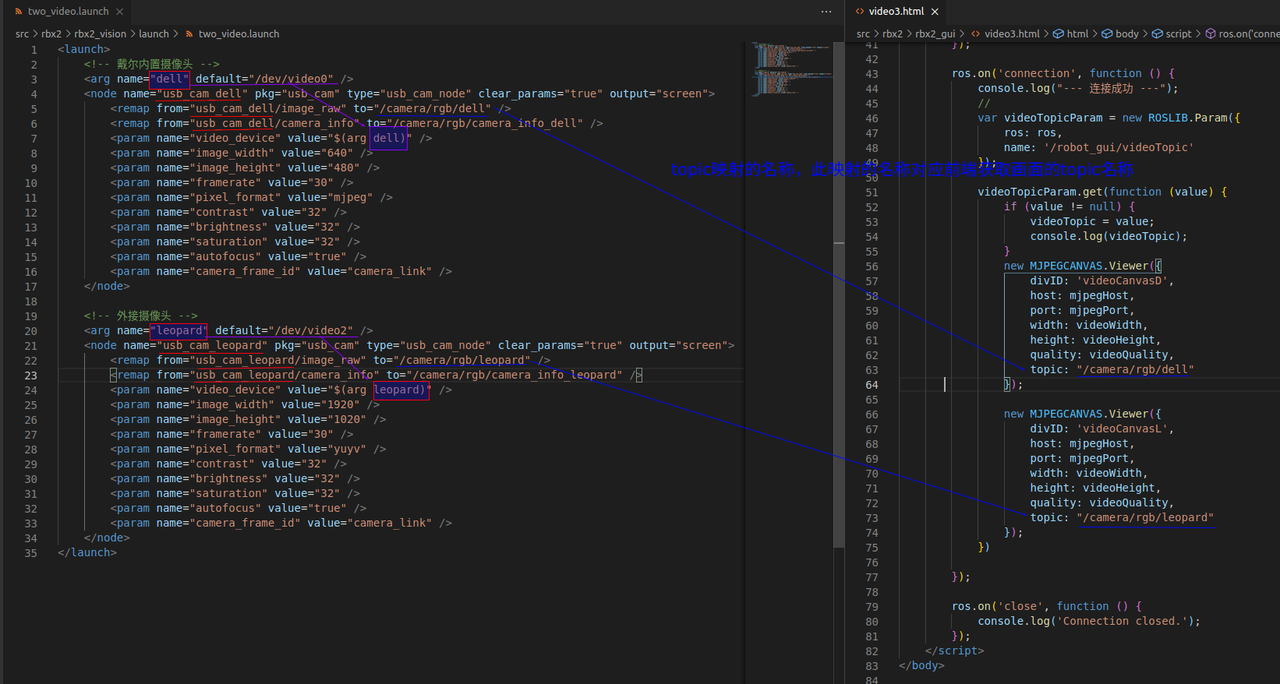 two_video.launch
src > rbx2 > rbx2_vision > launch > two_video.launch
1 <launch>
2 <!-- 戴尔内置摄像头 -->
3 <arg name="dell" default="/dev/video0" />
4 <node name="usb_cam_dell" pkg="usb_cam" type="usb_cam_node" clear_params="true" output="screen">
5 <remap from="usb_cam_dell/image_raw" to="/camera/rgb/dell" />
6 <remap from="usb_cam_dell/camera_info" to="/camera/rgb/camera_info_dell" />
7 <param name="video_device" value="$(arg dell)" />
8 <param name="image_width" value="640" />
9 <param name="image_height" value="480" />
10 <param name="framerate" value="30" />
11 <param name="pixel_format" value="mjpeg" />
12 <param name="contrast" value="32" />
13 <param name="brightness" value="32" />
14 <param name="saturation" value="32" />
15 <param name="autofocus" value="true" />
16 <param name="camera_frame_id" value="camera_link" />
17 </node>
18
19 <!-- 外接摄像头 -->
20 <arg name="leopard" default="/dev/video2" />
21 <node name="usb_cam_leopard" pkg="usb_cam" type="usb_cam_node" clear_params="true" output="screen">
22 <remap from="usb_cam_leopard/image_raw" to="/camera/rgb/leopard" />
23 <remap from="usb_cam_leopard/camera_info" to="/camera/rgb/camera_info_leopard" />
24 <param name="video_device" value="$(arg leopard)" />
25 <param name="image_width" value="1920" />
26 <param name="image_height" value="1020" />
27 <param name="framerate" value="30" />
28 <param name="pixel_format" value="yuyv" />
29 <param name="contrast" value="32" />
30 <param name="brightness" value="32" />
31 <param name="saturation" value="32" />
32 <param name="autofocus" value="true" />
33 <param name="camera_frame_id" value="camera_link" />
34 </node>
35 </launch>
topic映射的名称，此映射的名称对应前端获取画面的topic名称
video3.html
src > rbx2 > rbx2_gui > video3.html > html > body > script > ros.on('conne
41 });
42
43 ros.on('connection', function () {
44 console.log("--- 连接成功 ---");
45 //
46 var videoTopicParam = new ROSLIB.Param({
47 ros: ros,
48 name: '/robot_gui/videoTopic'
49 });
50
51 videoTopicParam.get(function (value) {
52 if (value != null) {
53 videoTopic = value;
54 console.log(videoTopic);
55 }
56 new MJPEGCANVAS.Viewer({
57 divID: 'videoCanvasD',
58 host: mjpegHost,
59 port: mjpegPort,
60 width: videoWidth,
61 height: videoHeight,
62 quality: videoQuality,
63 topic: "/camera/rgb/dell"
64 });
65
66 new MJPEGCANVAS.Viewer({
67 divID: 'videoCanvasL',
68 host: mjpegHost,
69 port: mjpegPort,
70 width: videoWidth,
71 height: videoHeight,
72 quality: videoQuality,
73 topic: "/camera/rgb/leopard"
74 });
75 })
76
77 });
78
79 ros.on('close', function () {
80 console.log('Connection closed.');
81 });
82 </script>
83 </body>
84